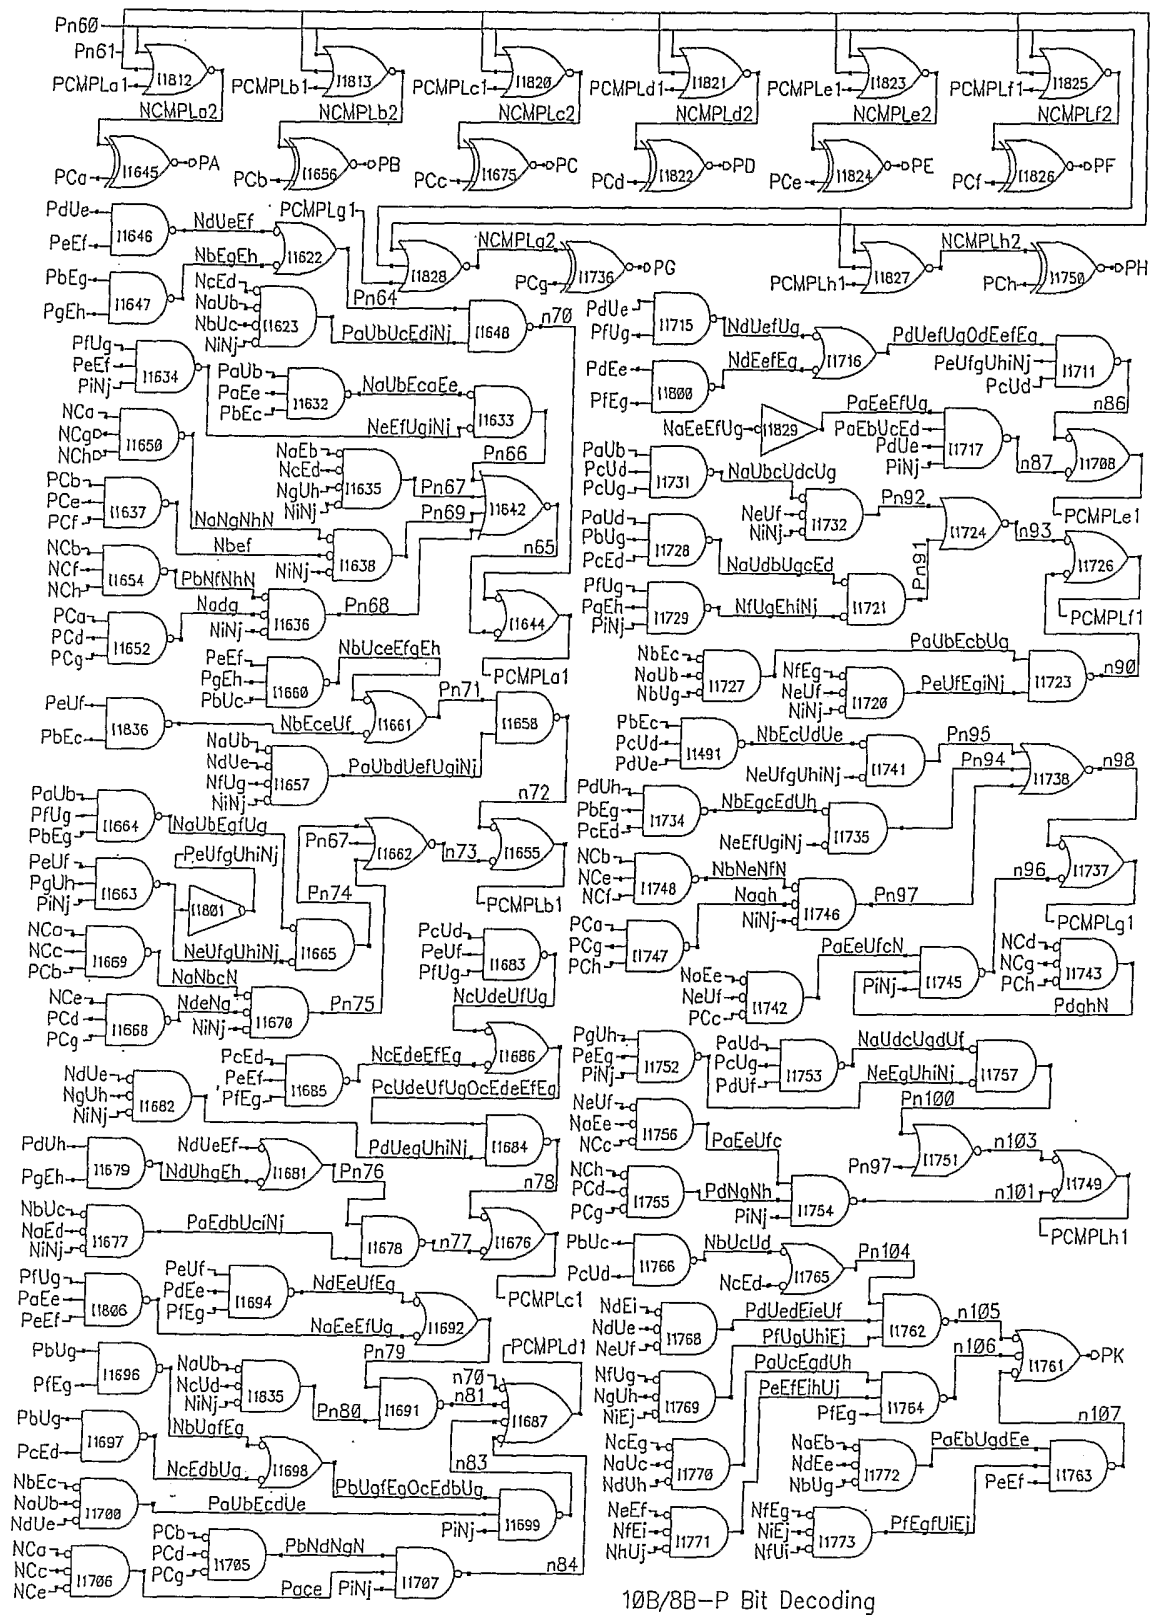 Pn60
Pn61
I1812 I1813 I1820 I1821 I1823 I1825
PCMPLa1 PCMPLb1 PCMPLc1 PCMPLd1 PCMPLe1 PCMPLf1
NCMPLa2 NCMPLb2 NCMPLc2 NCMPLd2 NCMPLe2 NCMPLf2
I1645 PA I1656 PB I1675 PC I1822 PD I1824 PE I1826 PF
PCa PCb PCc PCd PCe PCf
PdUe
PeEf
I1646
NdUeEf
PCMPLg1
I1622
NbEgEh
PbEg
PgEh
I1647
I1828
NCMPLg2
I1736
PG
PCg
I1827
PCMPLh1
NCMPLh2
I1750
PH
PCh
NcEd
NaUb
NbUc
NiNj
I1623
Pn64
PaUbUcEdiNj
I1648
n70
PfUg
PeEf
PiNj
I1634
PaUb
PaEe
PbEc
I1632
NaUbEcaEe
NeEfUgiNj
I1633
NCa
NCg
NCh
I1650
NaEb
NcEd
NgUh
NiNj
I1635
Pn66
Pn67
Pn69
I1642
PCb
PCe
PCf
I1637
NaNgNhN
Nbef
NiNj
I1638
n65
NCb
NCf
NCh
I1654
PbNfNhN
Nadg
NiNj
I1636
Pn68
I1644
PCa
PCd
PCg
I1652
PCMPLa1
PeEf
PgEh
PbUc
I1660
NbUceEfgEh
PeUf
PbEc
I1836
NbEceUf
I1661
Pn71
I1658
NaUb
NdUe
NfUg
NiNj
I1657
PaUbdUefUgiNj
n72
PaUb
PfUg
PbEg
I1664
NaUbEgfUg
Pn67
I1662
n73
I1655
PCMPLb1
PeUf
PgUh
PiNj
I1663
PeUfgUhiNj
I1801
Pn74
NeUfgUhiNj
I1665
NCa
NCc
PCb
I1669
NaNbcN
NCe
PCd
PCg
I1668
NdeNg
NiNj
I1670
Pn75
PcUd
PeUf
PfUg
I1683
NcUdeUfUg
PcEd
PeEf
PfEg
I1685
NcEdeEfEg
I1686
PcUdeUfUgOcEdeEfEg
NdUe
NgUh
NiNj
I1682
PdUegUhiNj
I1684
PdUh
PgEh
I1679
NdUeEf
NdUhgEh
I1681
Pn76
n78
NbUc
NaEd
NiNj
I1677
PaEdbUciNj
I1678
n77
I1676
PCMPLc1
PfUg
PaEe
PeEf
I1806
PeUf
PdEe
PfEg
I1694
NdEeUfEg
NaEeEfUg
I1692
Pn79
PCMPLd1
PbUg
PfEg
I1696
NaUb
NcUd
NiNj
I1835
Pn80
I1691
n70
n81
I1687
PbUg
PcEd
I1697
NbUgfEg
NcEdbUg
I1698
n83
PbUgfEgOcEdbUg
NbEc
NaUb
NdUe
I1700
PaUbEcdUe
PiNj
I1699
NCa
NCc
NCe
I1706
PCb
PCd
PCg
I1705
PbNdNgN
Pace
PiNj
I1707
n84
PdUe
PfUg
I1715
NdUefUg
PdEe
PfEg
I1800
NdEefEg
I1716
PdUefUgOdEefEg
PeUfgUhiNj
PcUd
I1711
n86
NaEeEfUg
I1829
PaEeEfUg
PaEbUcEd
PdUe
PiNj
I1717
n87
I1708
PCMPLe1
PaUb
PcUd
PcUg
I1731
NaUbcUdcUg
NeUf
NiNj
I1732
Pn92
I1724
n93
I1726
PaUd
PbUg
PcEd
I1728
NaUdbUgcEd
Pn91
PfUg
PgEh
PiNj
I1729
NfUgEhiNj
I1721
PCMPLf1
NbEc
NaUb
NbUg
I1727
PaUbEcbUg
NfEg
NeUf
NiNj
I1720
PeUfEgiNj
I1723
n90
PbEc
PcUd
PdUe
I1491
NbEcUdUe
NeUfgUhiNj
I1741
Pn95
Pn94
I1738
n98
PdUh
PbEg
PcEd
I1734
NbEgcEdUh
NeEfUgiNj
I1735
NCb
NCe
NCf
I1748
NbNeNfN
Nagh
NiNj
I1746
Pn97
n96
I1737
PCMPLg1
PCa
PCg
PCh
I1747
NaEe
NeUf
PCc
I1742
PaEeUfcN
PiNj
I1745
NCd
NCg
PCh
I1743
PdghN
PgUh
PeEg
PiNj
I1752
PaUd
PcUg
PdUf
I1753
NaUdcUgdUf
NeEgUhiNj
I1757
Pn100
NeUf
NaEe
NCc
I1756
PaEeUfc
Pn97
I1751
n103
I1749
NCh
PCd
PCg
I1755
PdNgNh
PiNj
I1754
n101
PCMPLh1
PbUc
PcUd
I1766
NbUcUd
NcEd
I1765
Pn104
NdEi
NdUe
NeUf
I1768
PdUedEieUf
PfUgUhiEj
I1762
n105
NfUg
NgUh
NiEj
I1769
PaUcEgdUh
PeEfEihUj
PfEg
I1764
n106
I1761
PK
NcEg
NaUc
NdUh
I1770
NaEb
NdEe
NbUg
I1772
PaEbUgdEe
PeEf
I1763
n107
NeEf
NfEi
NhUj
I1771
NfEg
NiEj
NfUi
I1773
PfEgfUiEj
10B/8B-P Bit Decoding